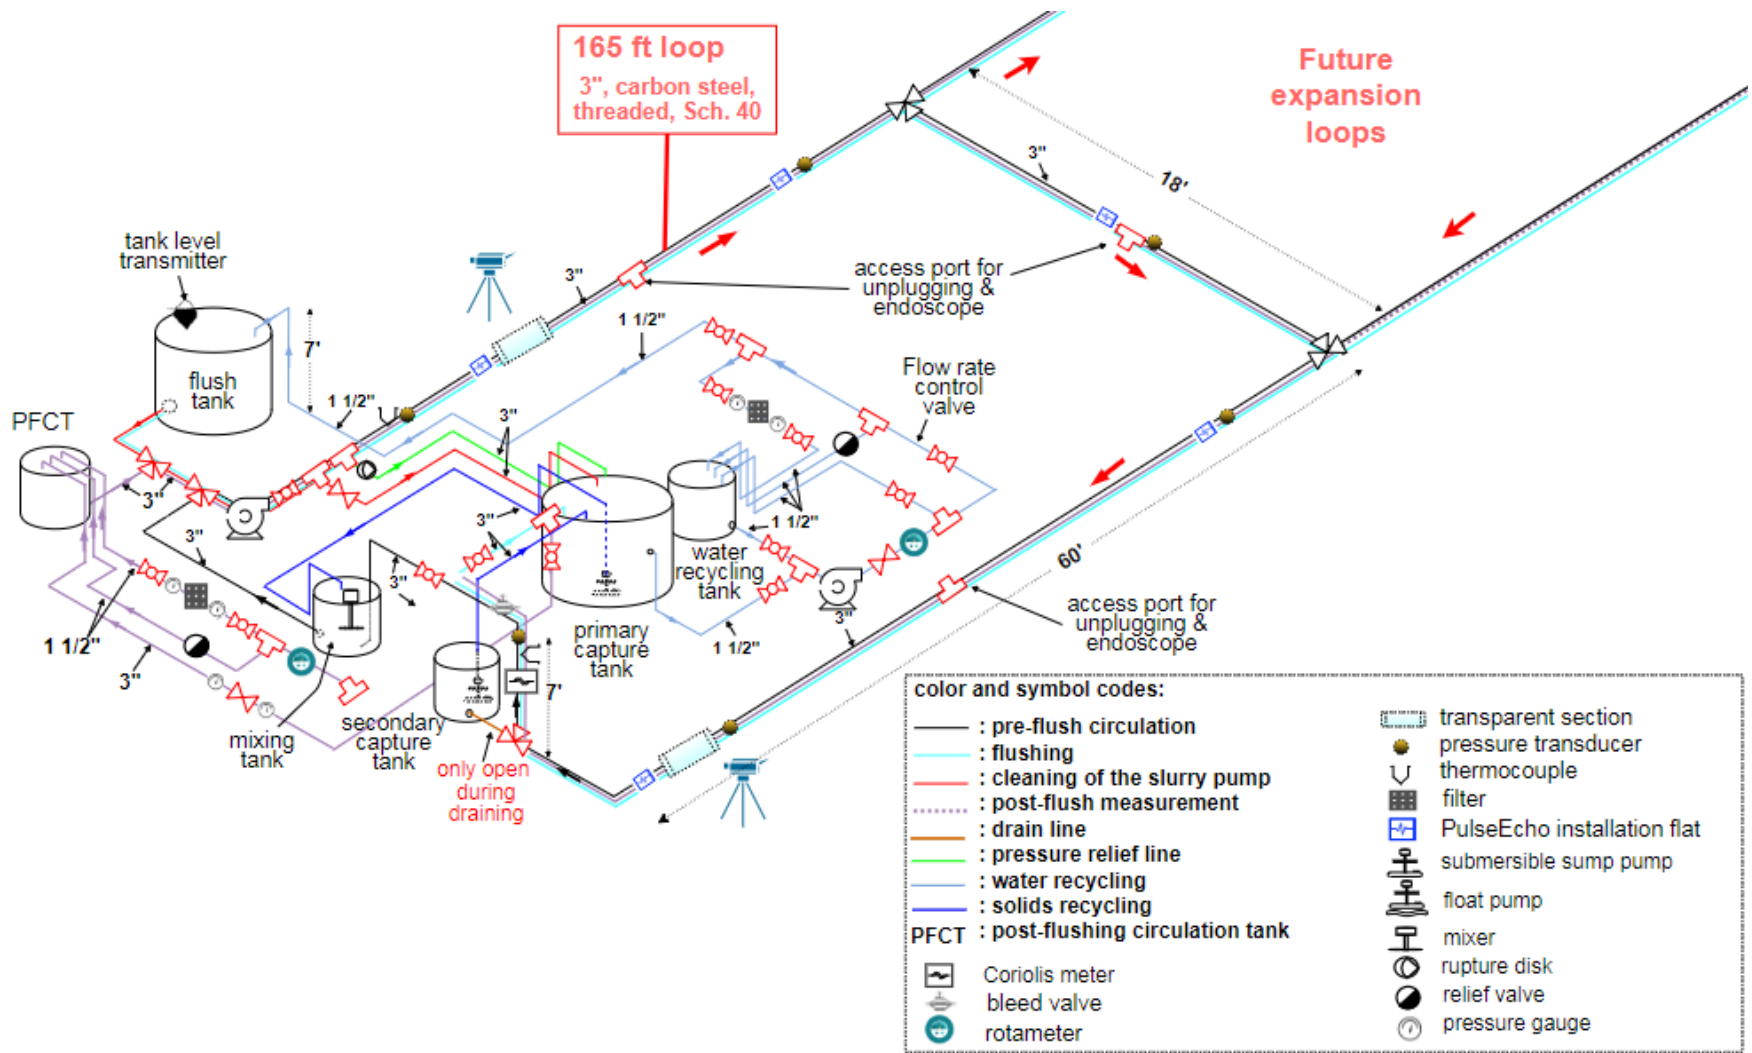 165 ft loop
3", carbon steel,
threaded, Sch. 40
Future
expansion
loops
3"
18'
tank level
transmitter
3"
access port for
unplugging &
endoscope
1 1/2"
7'
flush
tank
1 1/2"
Flow rate
control
valve
PFCT
3"
3"
3"
3"
1 1/2"
3"
3"
water
recycling
tank
60'
3"
access port for
unplugging &
endoscope
1 1/2"
3"
1 1/2"
primary
capture
tank
7'
mixing
tank
secondary
capture
tank
only open
during
draining
color and symbol codes:
: pre-flush circulation
: flushing
: cleaning of the slurry pump
: post-flush measurement
: drain line
: pressure relief line
: water recycling
: solids recycling
PFCT : post-flushing circulation tank
Coriolis meter
bleed valve
rotameter
transparent section
pressure transducer
thermocouple
filter
PulseEcho installation flat
submersible sump pump
float pump
mixer
rupture disk
relief valve
pressure gauge